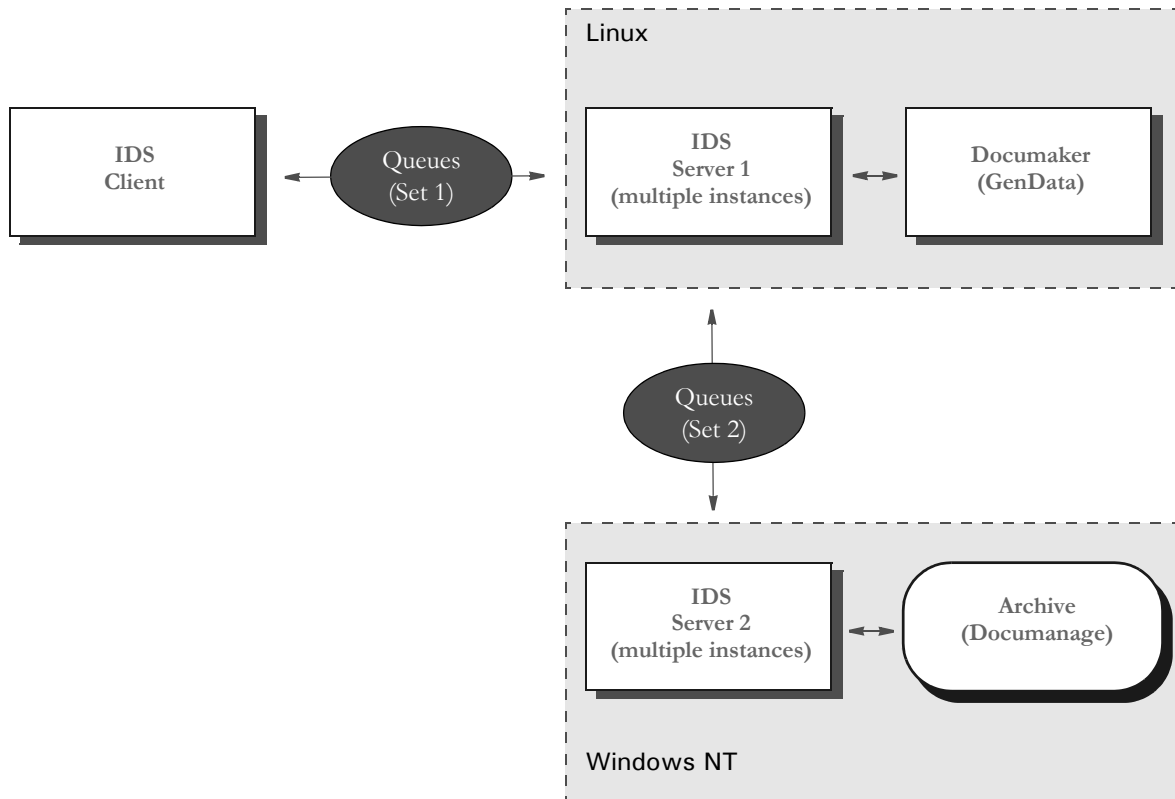 Linux
IDS
Client
Queues
(Set 1)
IDS
Server 1
(multiple instances)
Documaker
(GenData)
Queues
(Set 2)
IDS
Server 2
(multiple instances)
Archive
(Documanage)
Windows NT